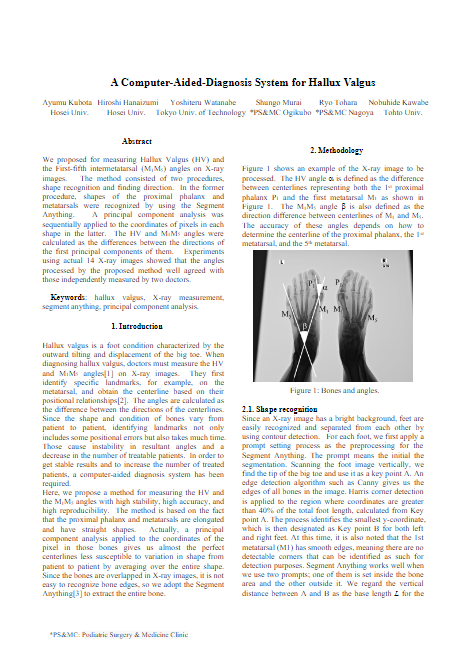 A Computer-Aided-Diagnosis System for Hallux Valgus
Ayumu Kubota Hiroshi Hanaizumi Yoshiteru Watanabe Shungo Murai Ryo Tohara Nobuhide Kawabe
Hosei Univ. Hosei Univ. Tokyo Univ. of Technology *PS&MC Ogikubo *PS&MC Nagoya Tohto Univ.
Abstract
We proposed for measuring Hallux Valgus (HV) and
the First-fifth intermetatarsal (M₁M₅) angles on X-ray
images. The method consisted of two procedures,
shape recognition and finding direction. In the former
procedure, shapes of the proximal phalanx and
metatarsals were recognized by using the Segment
Anything. A principal component analysis was
sequentially applied to the coordinates of pixels in each
shape in the latter. The HV and M₁M₅ angles were
calculated as the differences between the directions of
the first principal components of them. Experiments
using actual 14 X-ray images showed that the angles
processed by the proposed method well agreed with
those independently measured by two doctors.
Keywords: hallux valgus, X-ray measurement,
segment anything, principal component analysis.
1. Introduction
Hallux valgus is a foot condition characterized by the
outward tilting and displacement of the big toe. When
diagnosing hallux valgus, doctors must measure the HV
and M₁M₅ angles[1] on X-ray images. They first
identify specific landmarks, for example, on the
metatarsal, and obtain the centerline based on their
positional relationships[2]. The angles are calculated as
the difference between the directions of the centerlines.
Since the shape and condition of bones vary from
patient to patient, identifying landmarks not only
includes some positional errors but also takes much time.
Those cause instability in resultant angles and a
decrease in the number of treatable patients. In order to
get stable results and to increase the number of treated
patients, a computer-aided diagnosis system has been
required.
Here, we propose a method for measuring the HV and
the M₁M₅ angles with high stability, high accuracy, and
high reproducibility. The method is based on the fact
that the proximal phalanx and metatarsals are elongated
and have straight shapes. Actually, a principal
component analysis applied to the coordinates of the
pixel in those bones gives us almost the perfect
centerlines less susceptible to variation in shape from
patient to patient by averaging over the entire shape.
Since the bones are overlapped in X-ray images, it is not
easy to recognize bone edges, so we adopt the Segment
Anything[3] to extract the entire bone.
*PS&MC: Pediatric Surgery & Medicine Clinic
2. Methodology
Figure 1 shows an example of the X-ray image to be
processed. The HV angle α is defined as the difference
between centerlines representing both the 1st proximal
phalanx P₁ and the first metatarsal M₁ as shown in
Figure 1. The M₁M₅ angle β is also defined as the
direction difference between centerlines of M₁ and M₅.
The accuracy of these angles depends on how to
determine the centerline of the proximal phalanx, the 1st
metatarsal, and the 5th metatarsal.
L
P₁
P₁
α
M₅
M₁
M₁
M₅
β
Figure 1: Bones and angles.
2.1. Shape recognition
Since an X-ray image has a bright background, feet are
easily recognized and separated from each other by
using contour detection. For each foot, we first apply a
prompt setting process as the preprocessing for the
Segment Anything. The prompt means the initial the
segmentation. Scanning the foot image vertically, we
find the tip of the big toe and use it as a key point A. An
edge detection algorithm such as Canny gives us the
edges of all bones in the image. Harris corner detection
is applied to the region where coordinates are greater
than 40% of the total foot length, calculated from Key
point A. The process identifies the smallest y-coordinate,
which is then designated as Key point B for both left
and right feet. At this time, it is also noted that the 1st
metatarsal (M1) has smooth edges, meaning there are no
detectable corners that can be identified as such for
detection purposes. Segment Anything works well when
we use two prompts; one of them is set inside the bone
area and the other outside it. We regard the vertical
distance between A and B as the base length L for the